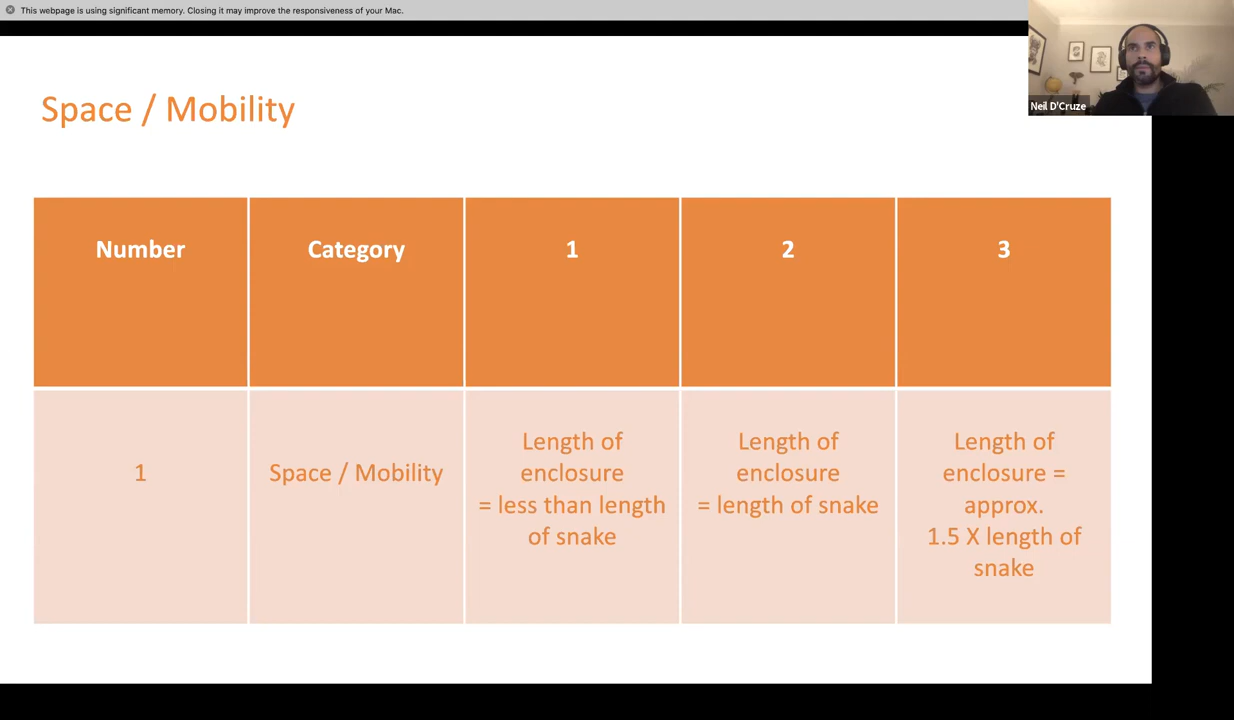 This webpage is using significant memory. Closing it may improve the responsiveness of your Mac.
Neil D'Cruze
Space / Mobility
Number
Category
1
2
3
1
Space / Mobility
Length of
enclosure
= less than length
of snake
Length of
enclosure
= length of snake
Length of
enclosure =
approx.
1.5 X length of
snake